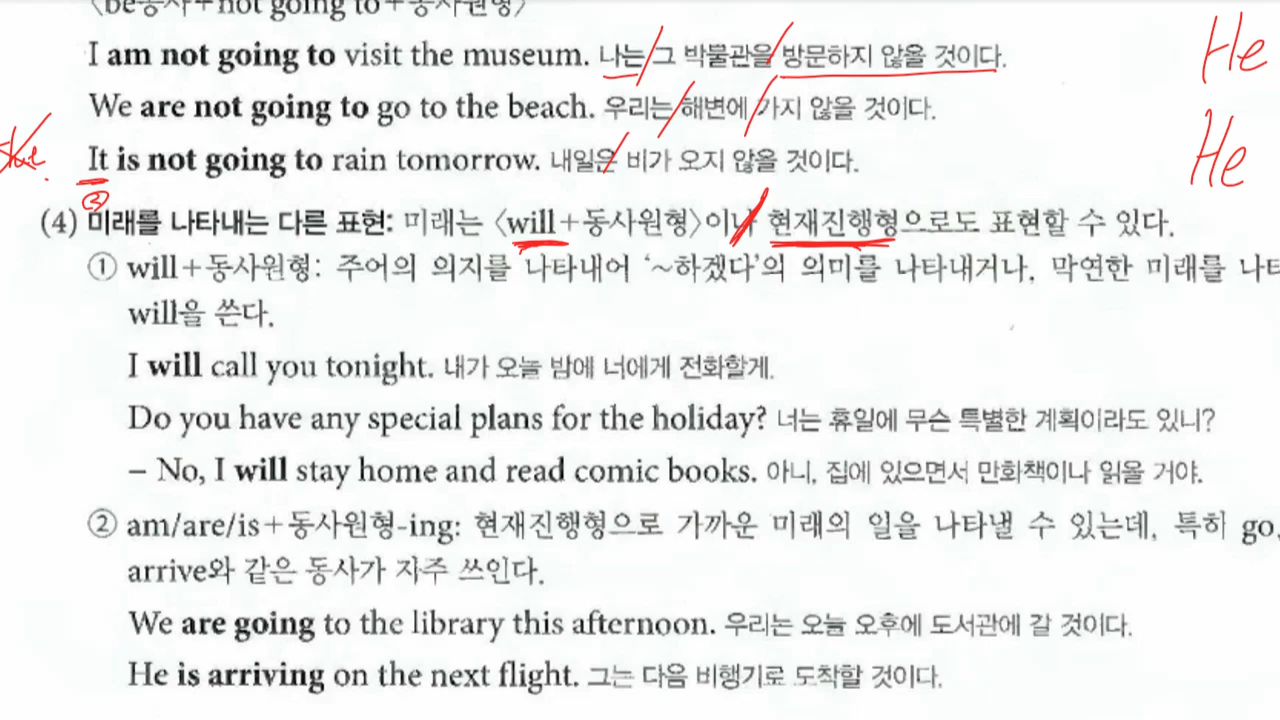 〈be동사+not going to+동사원형〉
I am not going to visit the museum. 나는 그 박물관을 방문하지 않을 것이다. He
We are not going to go to the beach. 우리는 해변에 가지 않을 것이다.
It is not going to rain tomorrow. 내일은 비가 오지 않을 것이다. He
(4) 미래를 나타내는 다른 표현: 미래는 〈will+동사원형〉이나 현재진행형으로도 표현할 수 있다.
① will+동사원형: 주어의 의지를 나타내어 ‘~하겠다’의 의미를 나타내거나, 막연한 미래를
will을 쓴다.
I will call you tonight. 내가 오늘 밤에 너에게 전화할게.
Do you have any special plans for the holiday? 너는 휴일에 무슨 특별한 계획이라도 있니?
– No, I will stay home and read comic books. 아니, 집에 있으면서 만화책이나 읽을 거야.
② am/are/is+동사원형-ing: 현재진행형으로 가까운 미래의 일을 나타낼 수 있는데, 특히 go,
arrive와 같은 동사가 자주 쓰인다.
We are going to the library this afternoon. 우리는 오늘 오후에 도서관에 갈 것이다.
He is arriving on the next flight. 그는 다음 비행기로 도착할 것이다.